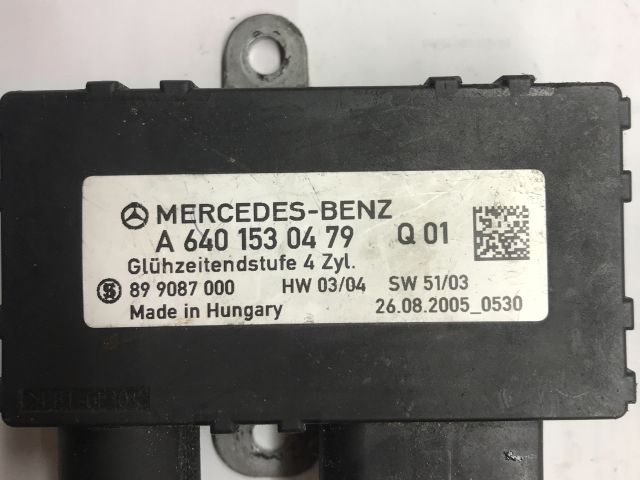 MERCEDES-BENZ
A 640 153 04 79 Q 01
Glühzeitendstufe 4 Zyl.
89 9087 000 HW 03/04 SW 51/03
Made in Hungary 26.08.2005_0530